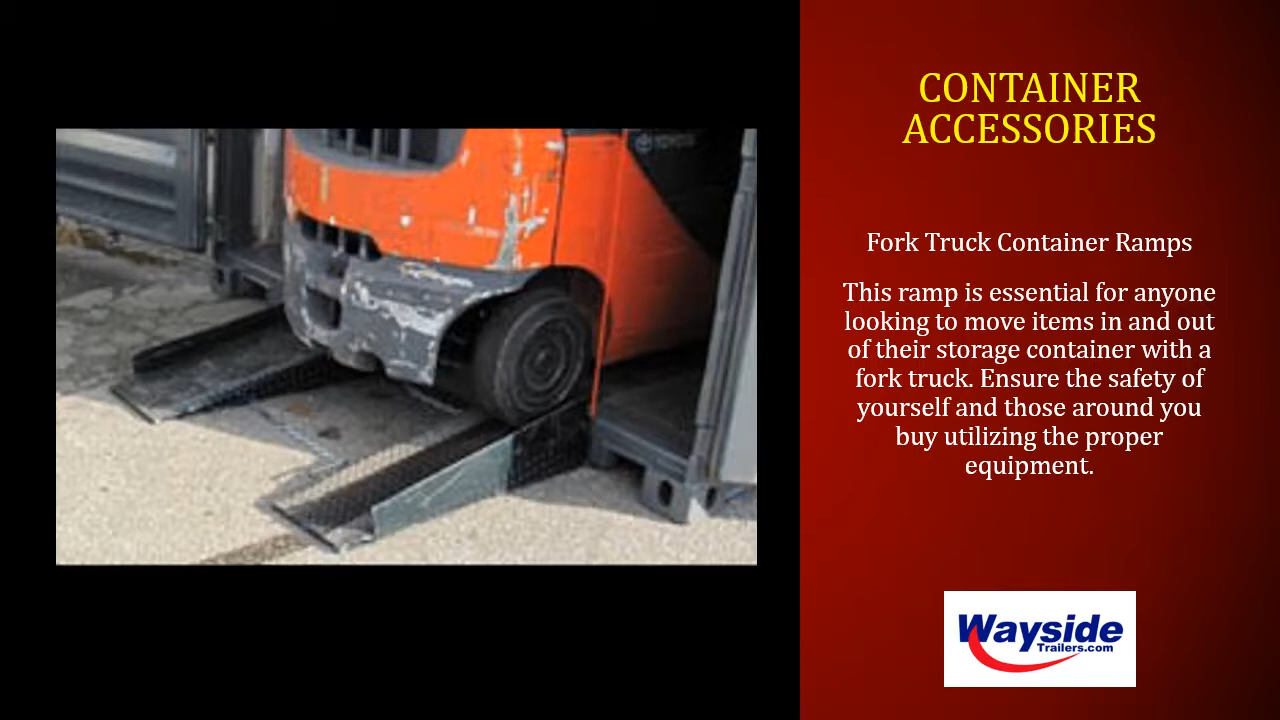 CONTAINER
ACCESSORIES
Fork Truck Container Ramps
This ramp is essential for anyone
looking to move items in and out
of their storage container with a
fork truck. Ensure the safety of
yourself and those around you
buy utilizing the proper
equipment.
Wayside
Trailers.com